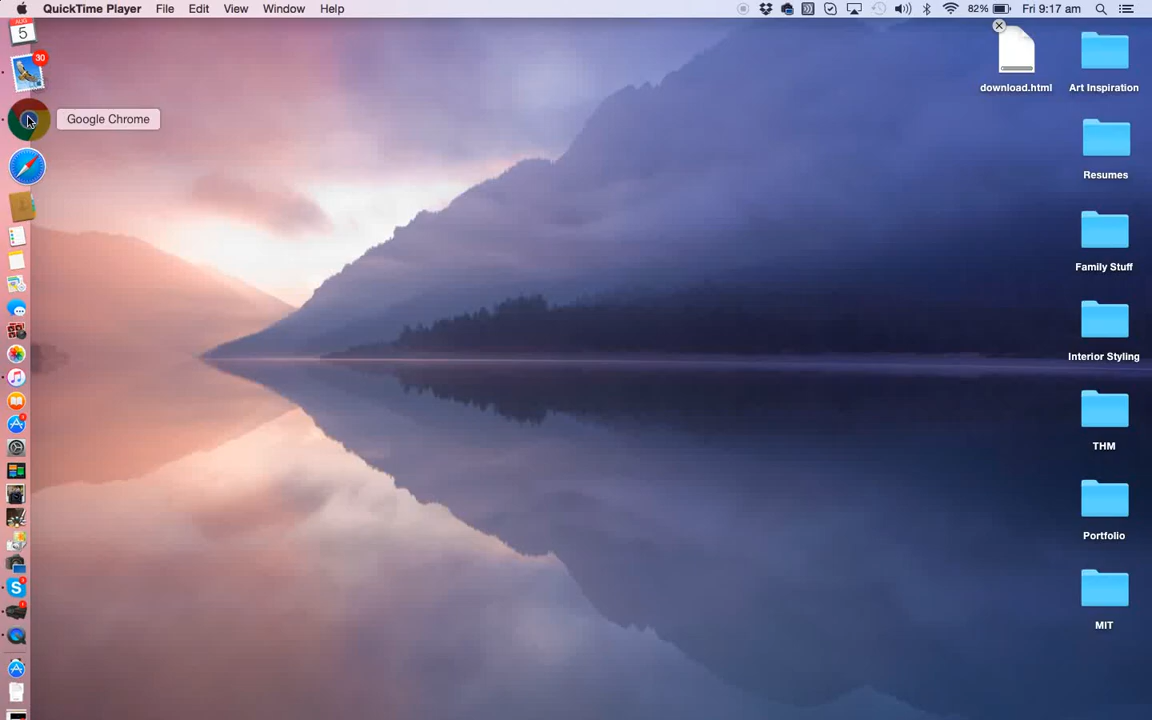 QuickTime Player File Edit View Window Help 82% Fri 9:17 am
AUG
5
30
Google Chrome
download.html
Art Inspiration
Resumes
Family Stuff
Interior Styling
THM
Portfolio
MIT